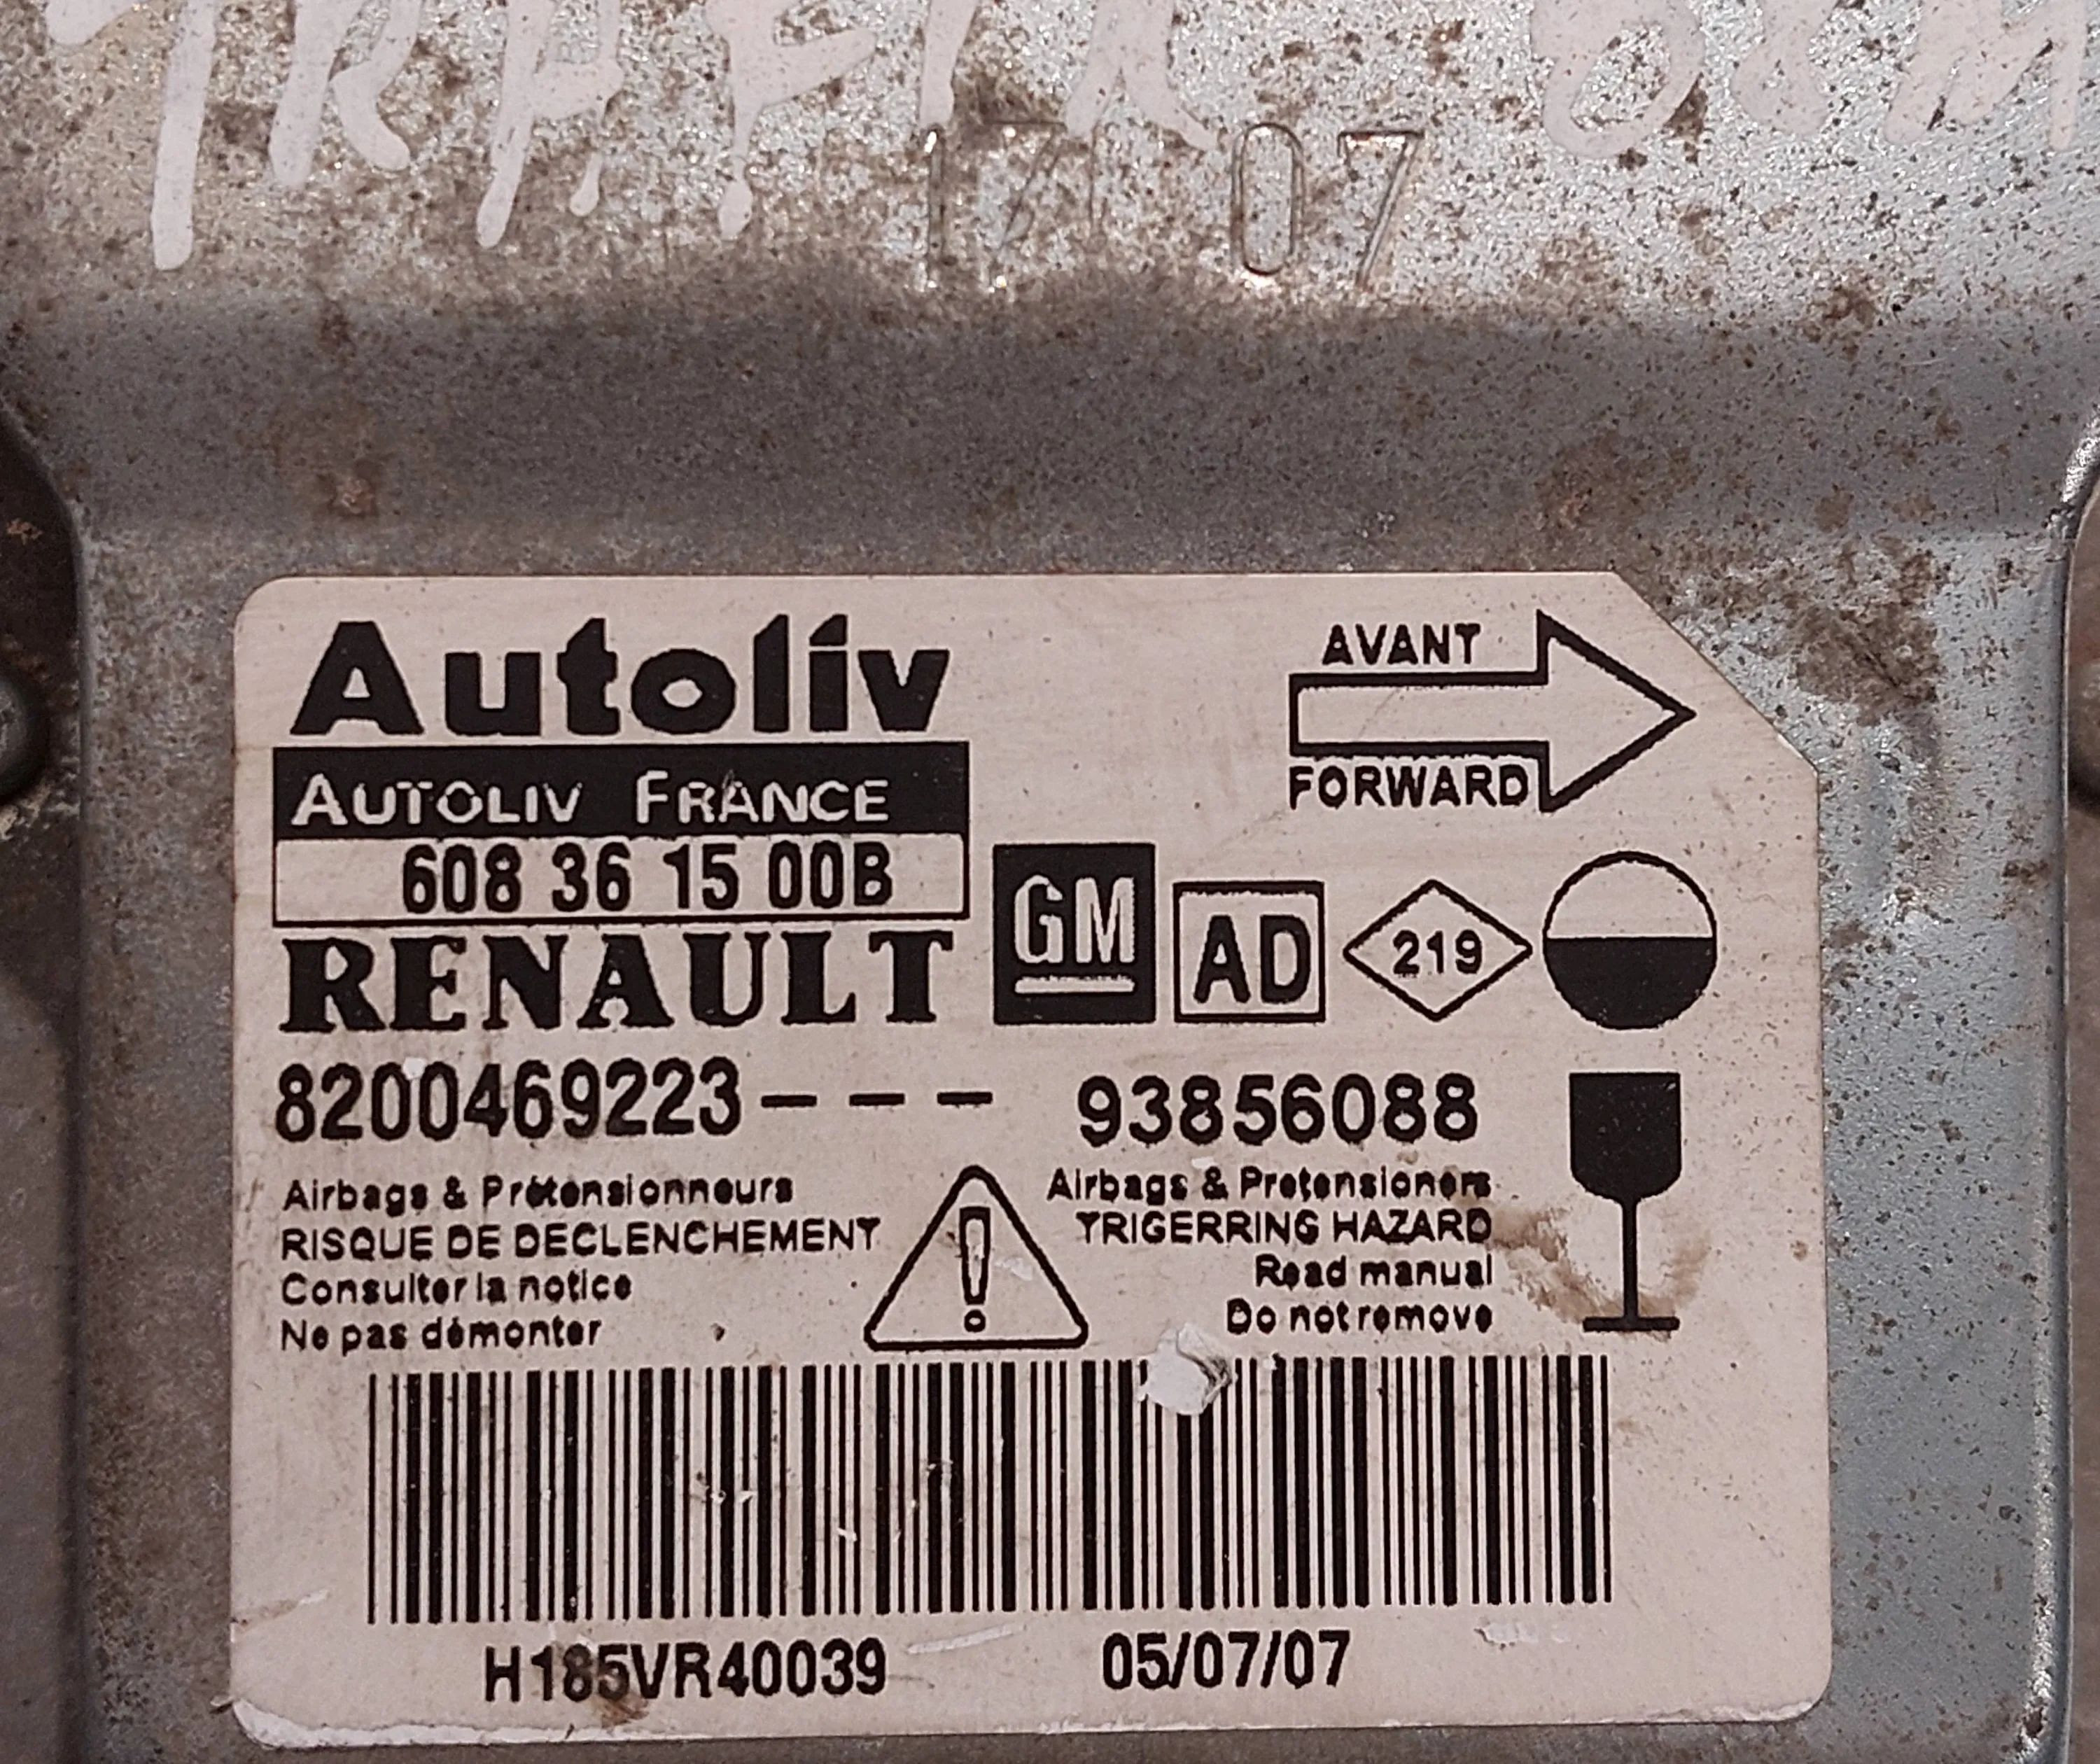 17 07
Autoliv
AVANT
FORWARD
AUTOLIV FRANCE
608 36 15 00B
RENAULT
GM
AD
219
8200469223--- 93856088
Airbags & Prétensionneurs
RISQUE DE DECLENCHEMENT
Consulter la notice
Ne pas démonter
Airbags & Pretensioners
TRIGERRING HAZARD
Read manual
Do not remove
H185VR40039 05/07/07